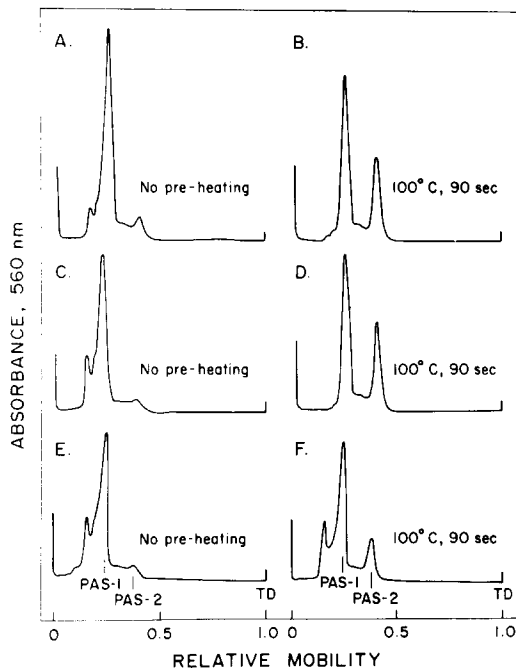 ABSORBANCE, 560 nm
A.
No pre-heating
B.
100° C, 90 sec
C.
No pre-heating
D.
100° C, 90 sec
E.
No pre-heating
PAS-1
PAS-2
TD
F.
100° C, 90 sec
PAS-1
PAS-2
TD
0 0.5 1.0 0 0.5 1.0
RELATIVE MOBILITY